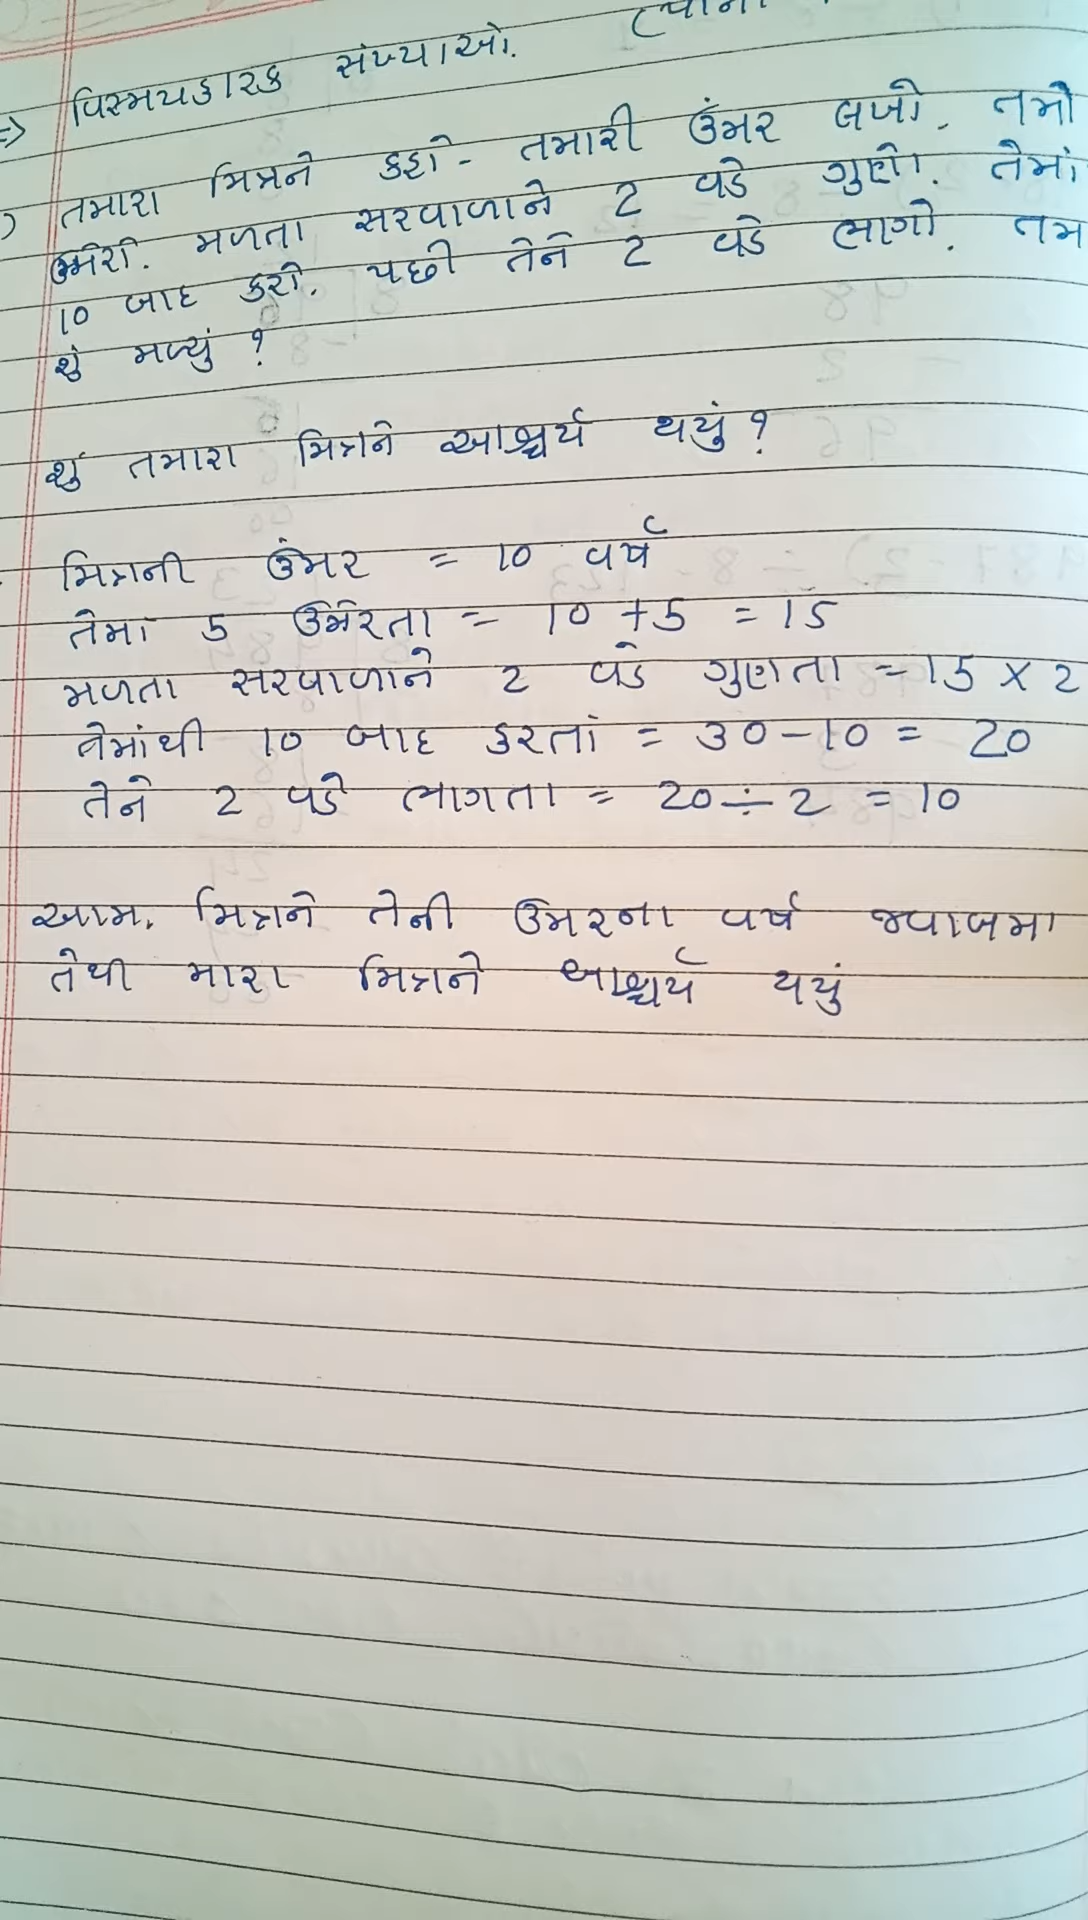 => વિસ્મયકારક સંખ્યાઓ.
તમારા મિત્રને કહો - તમારી ઉંમર લખો. તમાં
ઉમેરો. મળતા સરવાળાને 2 વડે ગુણો. તેમાં
10 બાદ કરો. પછી તેને 2 વડે ભાગો. તમ
શું મળ્યું ?
શું તમારા મિત્રને આશ્ચર્ય થયું ?
મિત્રની ઉંમર = 10 વર્ષ
તેમાં 5 ઉમેરતા = 10 + 5 = 15
મળતા સરવાળાને 2 વડે ગુણતા = 15 × 2
તેમાંથી 10 બાદ કરતાં = 30 - 10 = 20
તેને 2 વડે ભાગતા = 20 ÷ 2 = 10
આમ, મિત્રને તેની ઉંમરના વર્ષ જવાબમા
તેથી મારા મિત્રને આશ્ચર્ય થયું